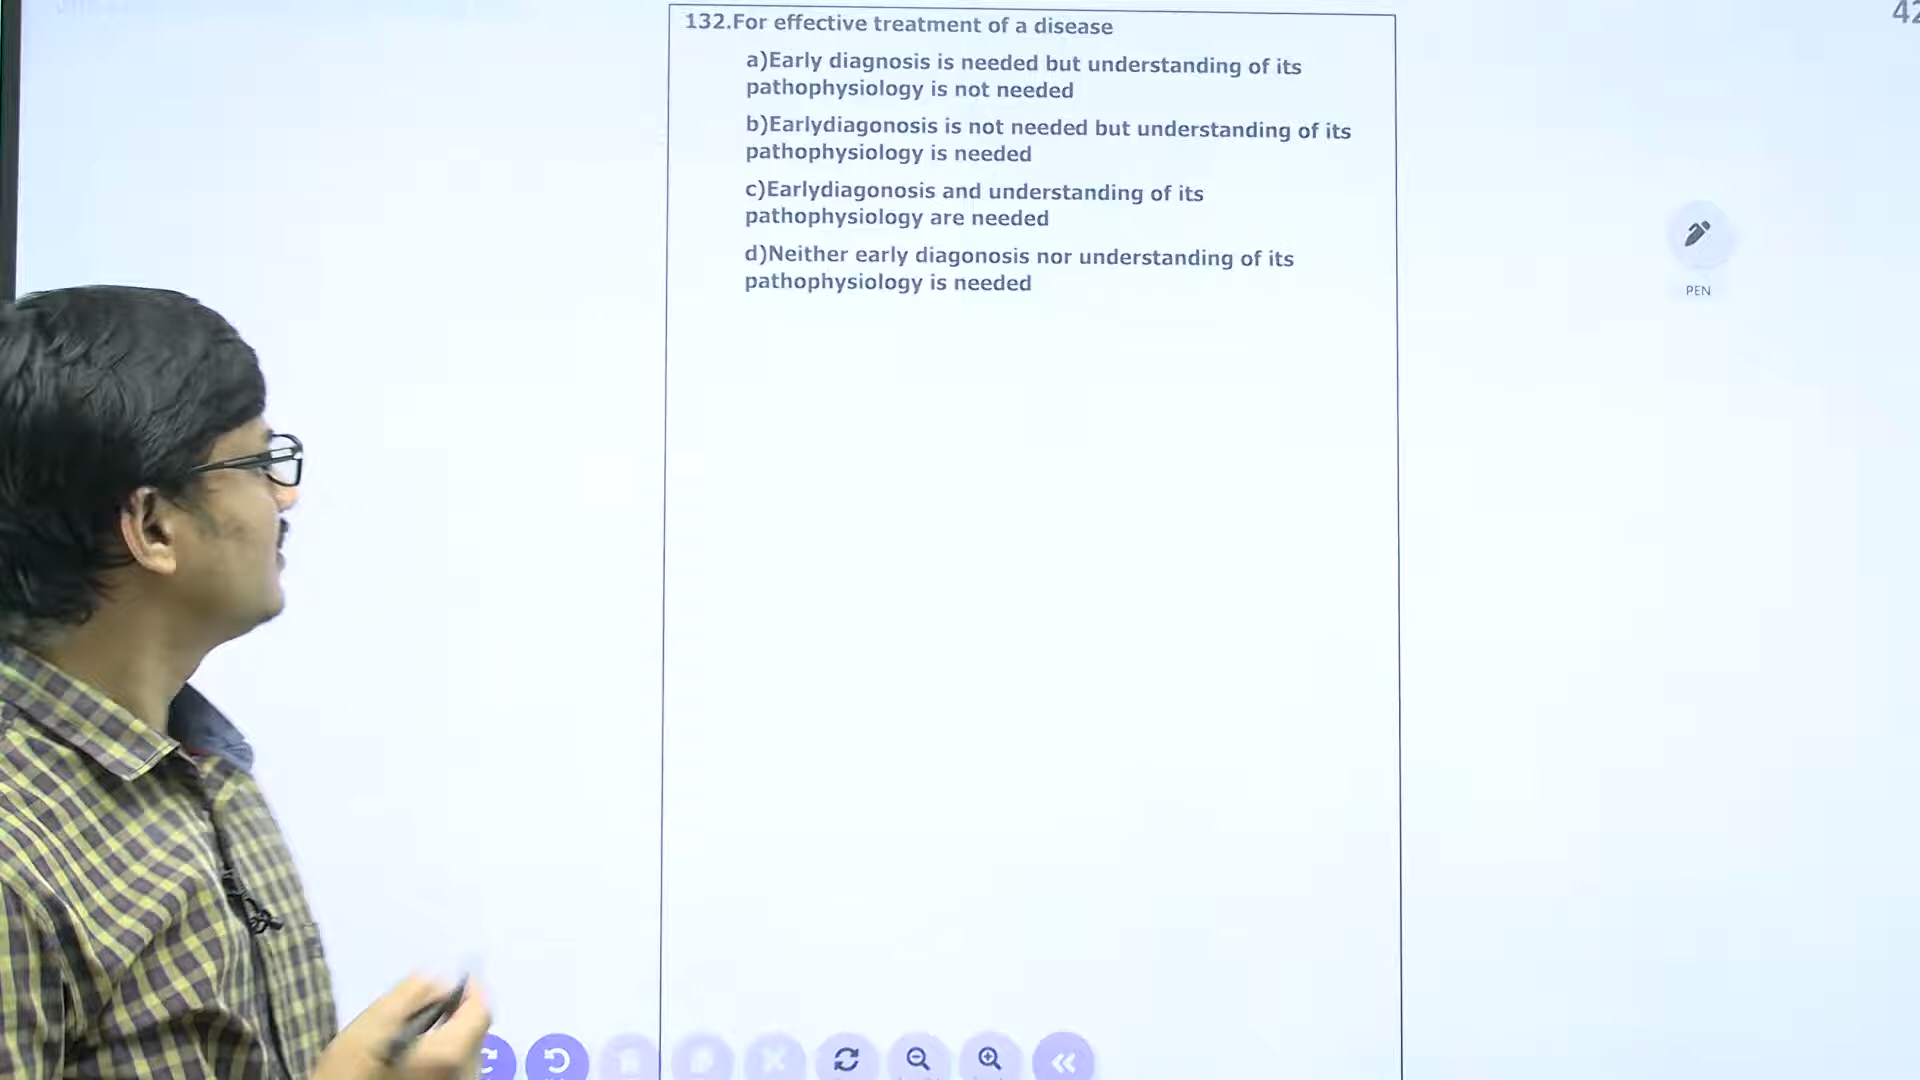 42
132.For effective treatment of a disease
a)Early diagnosis is needed but understanding of its
pathophysiology is not needed
b)Earlydiagonosis is not needed but understanding of its
pathophysiology is needed
c)Earlydiagonosis and understanding of its
pathophysiology are needed
d)Neither early diagonosis nor understanding of its
pathophysiology is needed
PEN